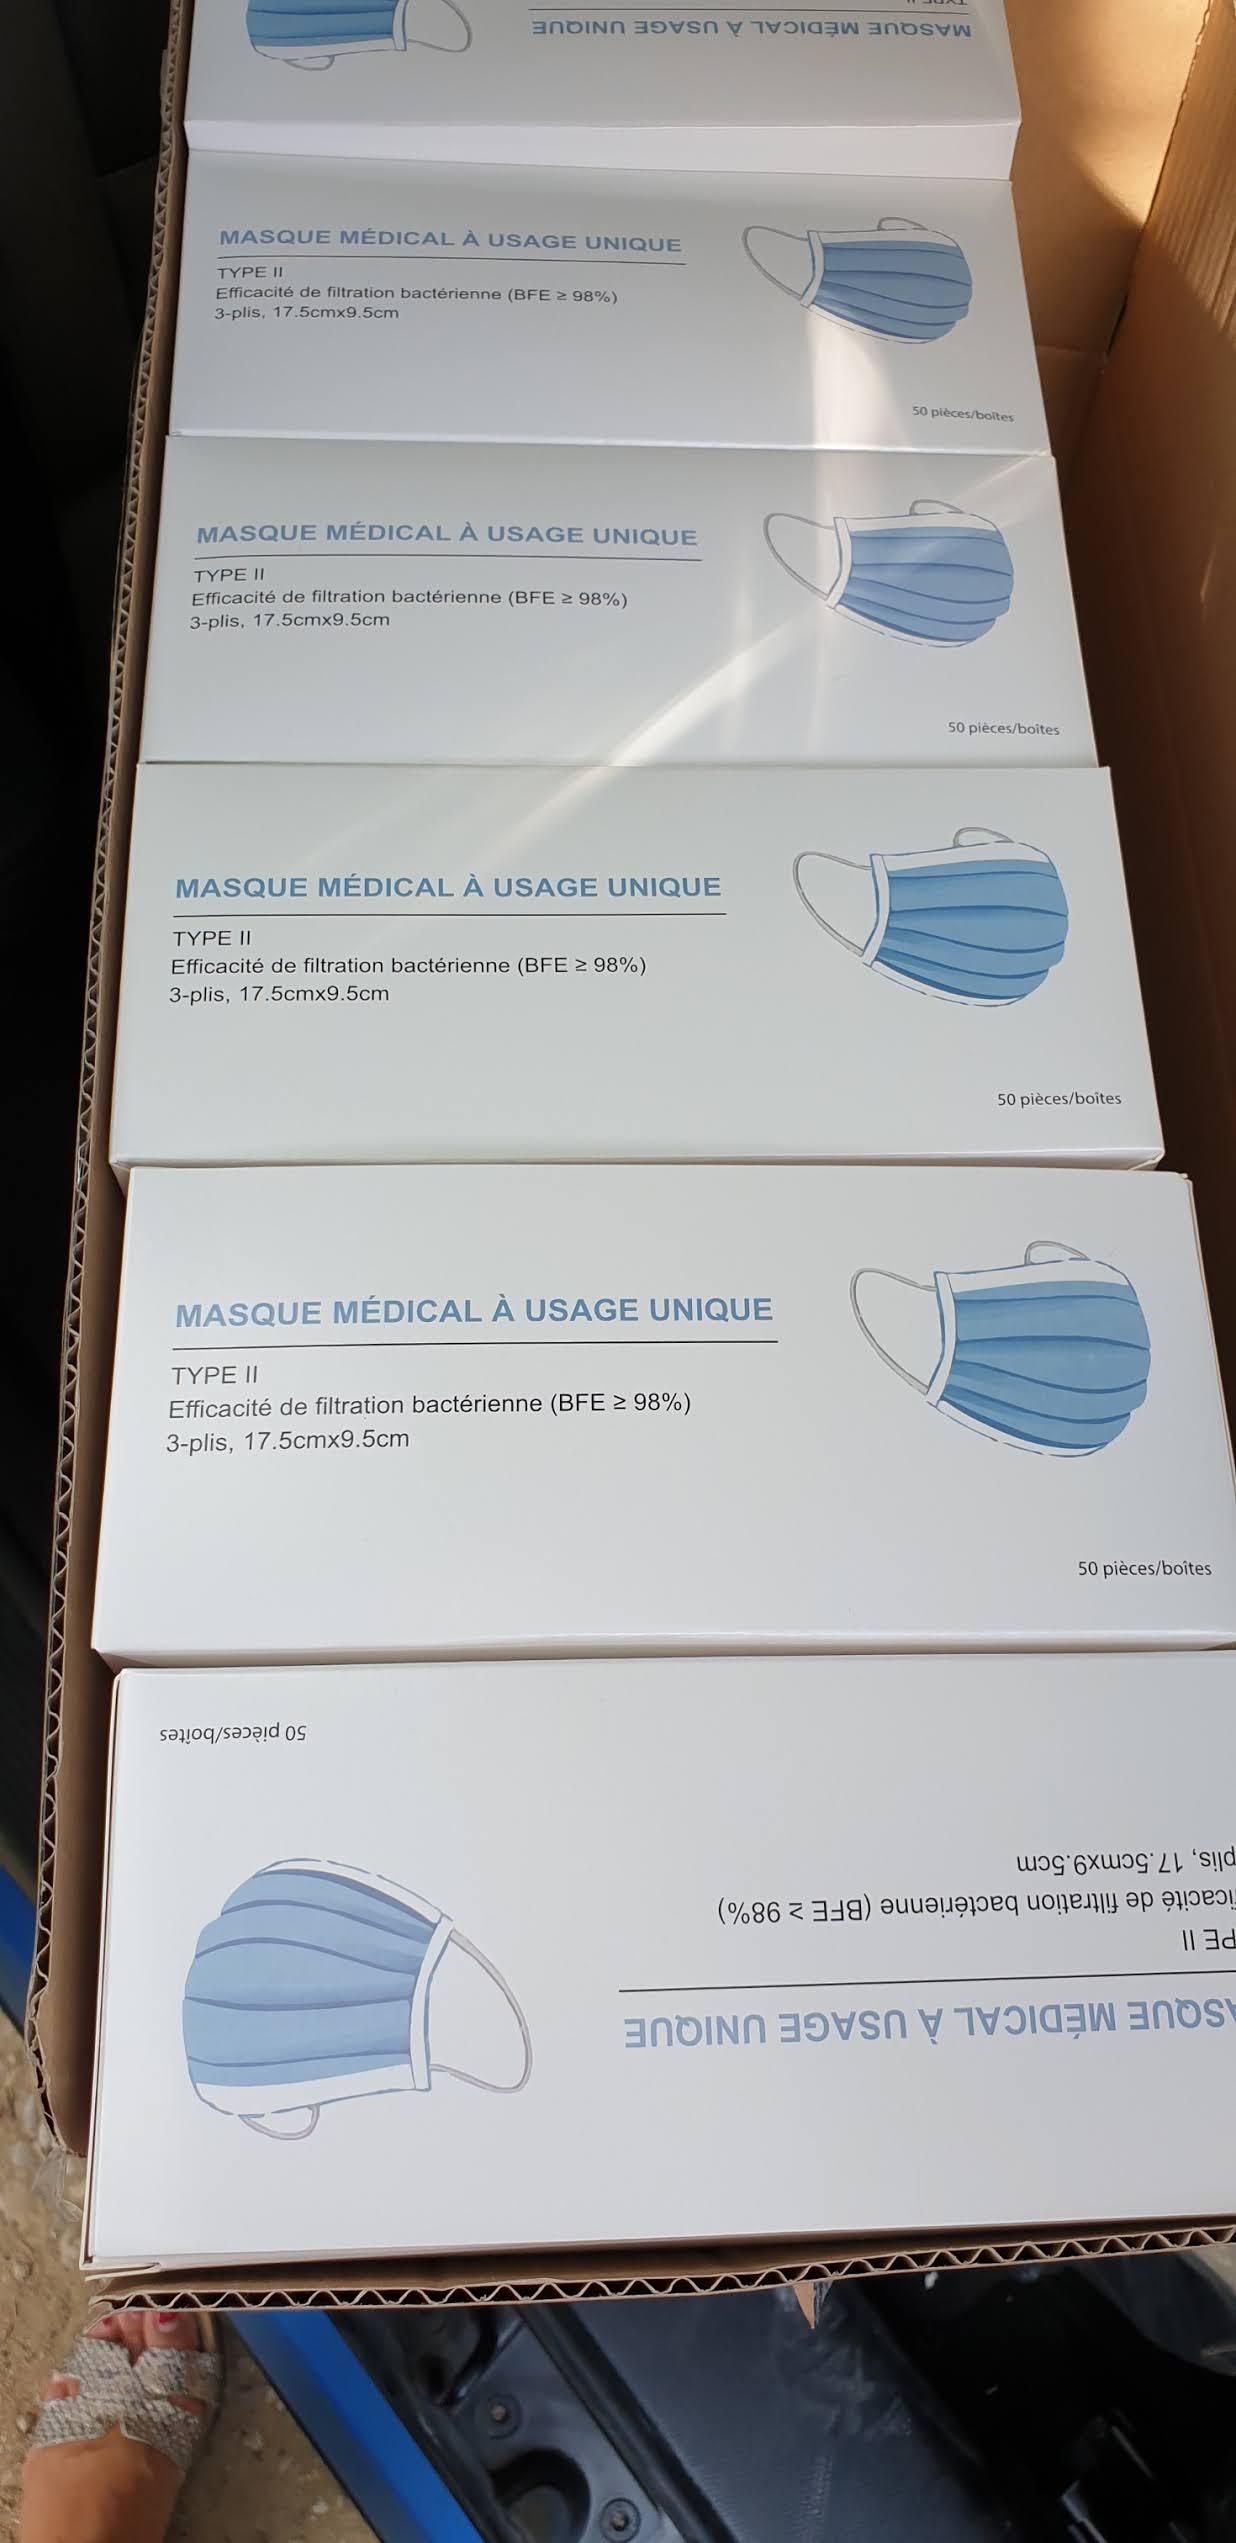 MASQUE MÉDICAL À USAGE UNIQUE
MASQUE MÉDICAL À USAGE UNIQUE
TYPE II
Efficacité de filtration bactérienne (BFE ≥ 98%)
3-plis, 17.5cmx9.5cm
50 pièces/boîtes
MASQUE MÉDICAL À USAGE UNIQUE
TYPE II
Efficacité de filtration bactérienne (BFE ≥ 98%)
3-plis, 17.5cmx9.5cm
50 pièces/boîtes
MASQUE MÉDICAL À USAGE UNIQUE
TYPE II
Efficacité de filtration bactérienne (BFE ≥ 98%)
3-plis, 17.5cmx9.5cm
50 pièces/boîtes
MASQUE MÉDICAL À USAGE UNIQUE
TYPE II
Efficacité de filtration bactérienne (BFE ≥ 98%)
3-plis, 17.5cmx9.5cm
50 pièces/boîtes
SQUE MÉDICAL À USAGE UNIQUE
PE II
icacité de filtration bactérienne (BFE ≥ 98%)
plis, 17.5cmx9.5cm
50 pièces/boîtes